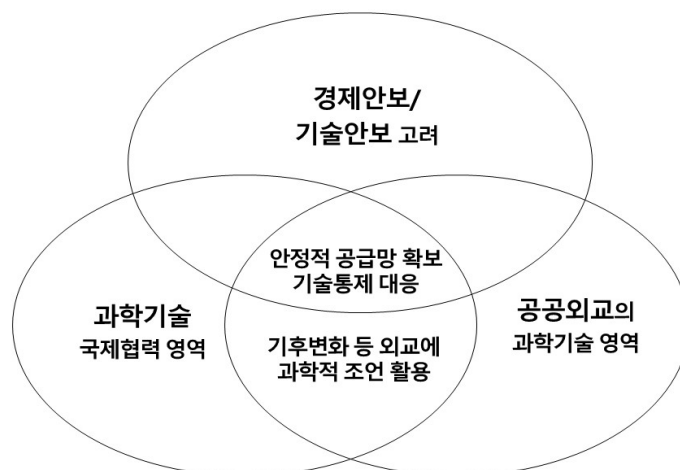 경제안보/
기술안보 고려
안정적 공급망 확보
기술통제 대응
과학기술
국제협력 영역
기후변화 등 외교에
과학적 조언 활용
공공외교의
과학기술 영역